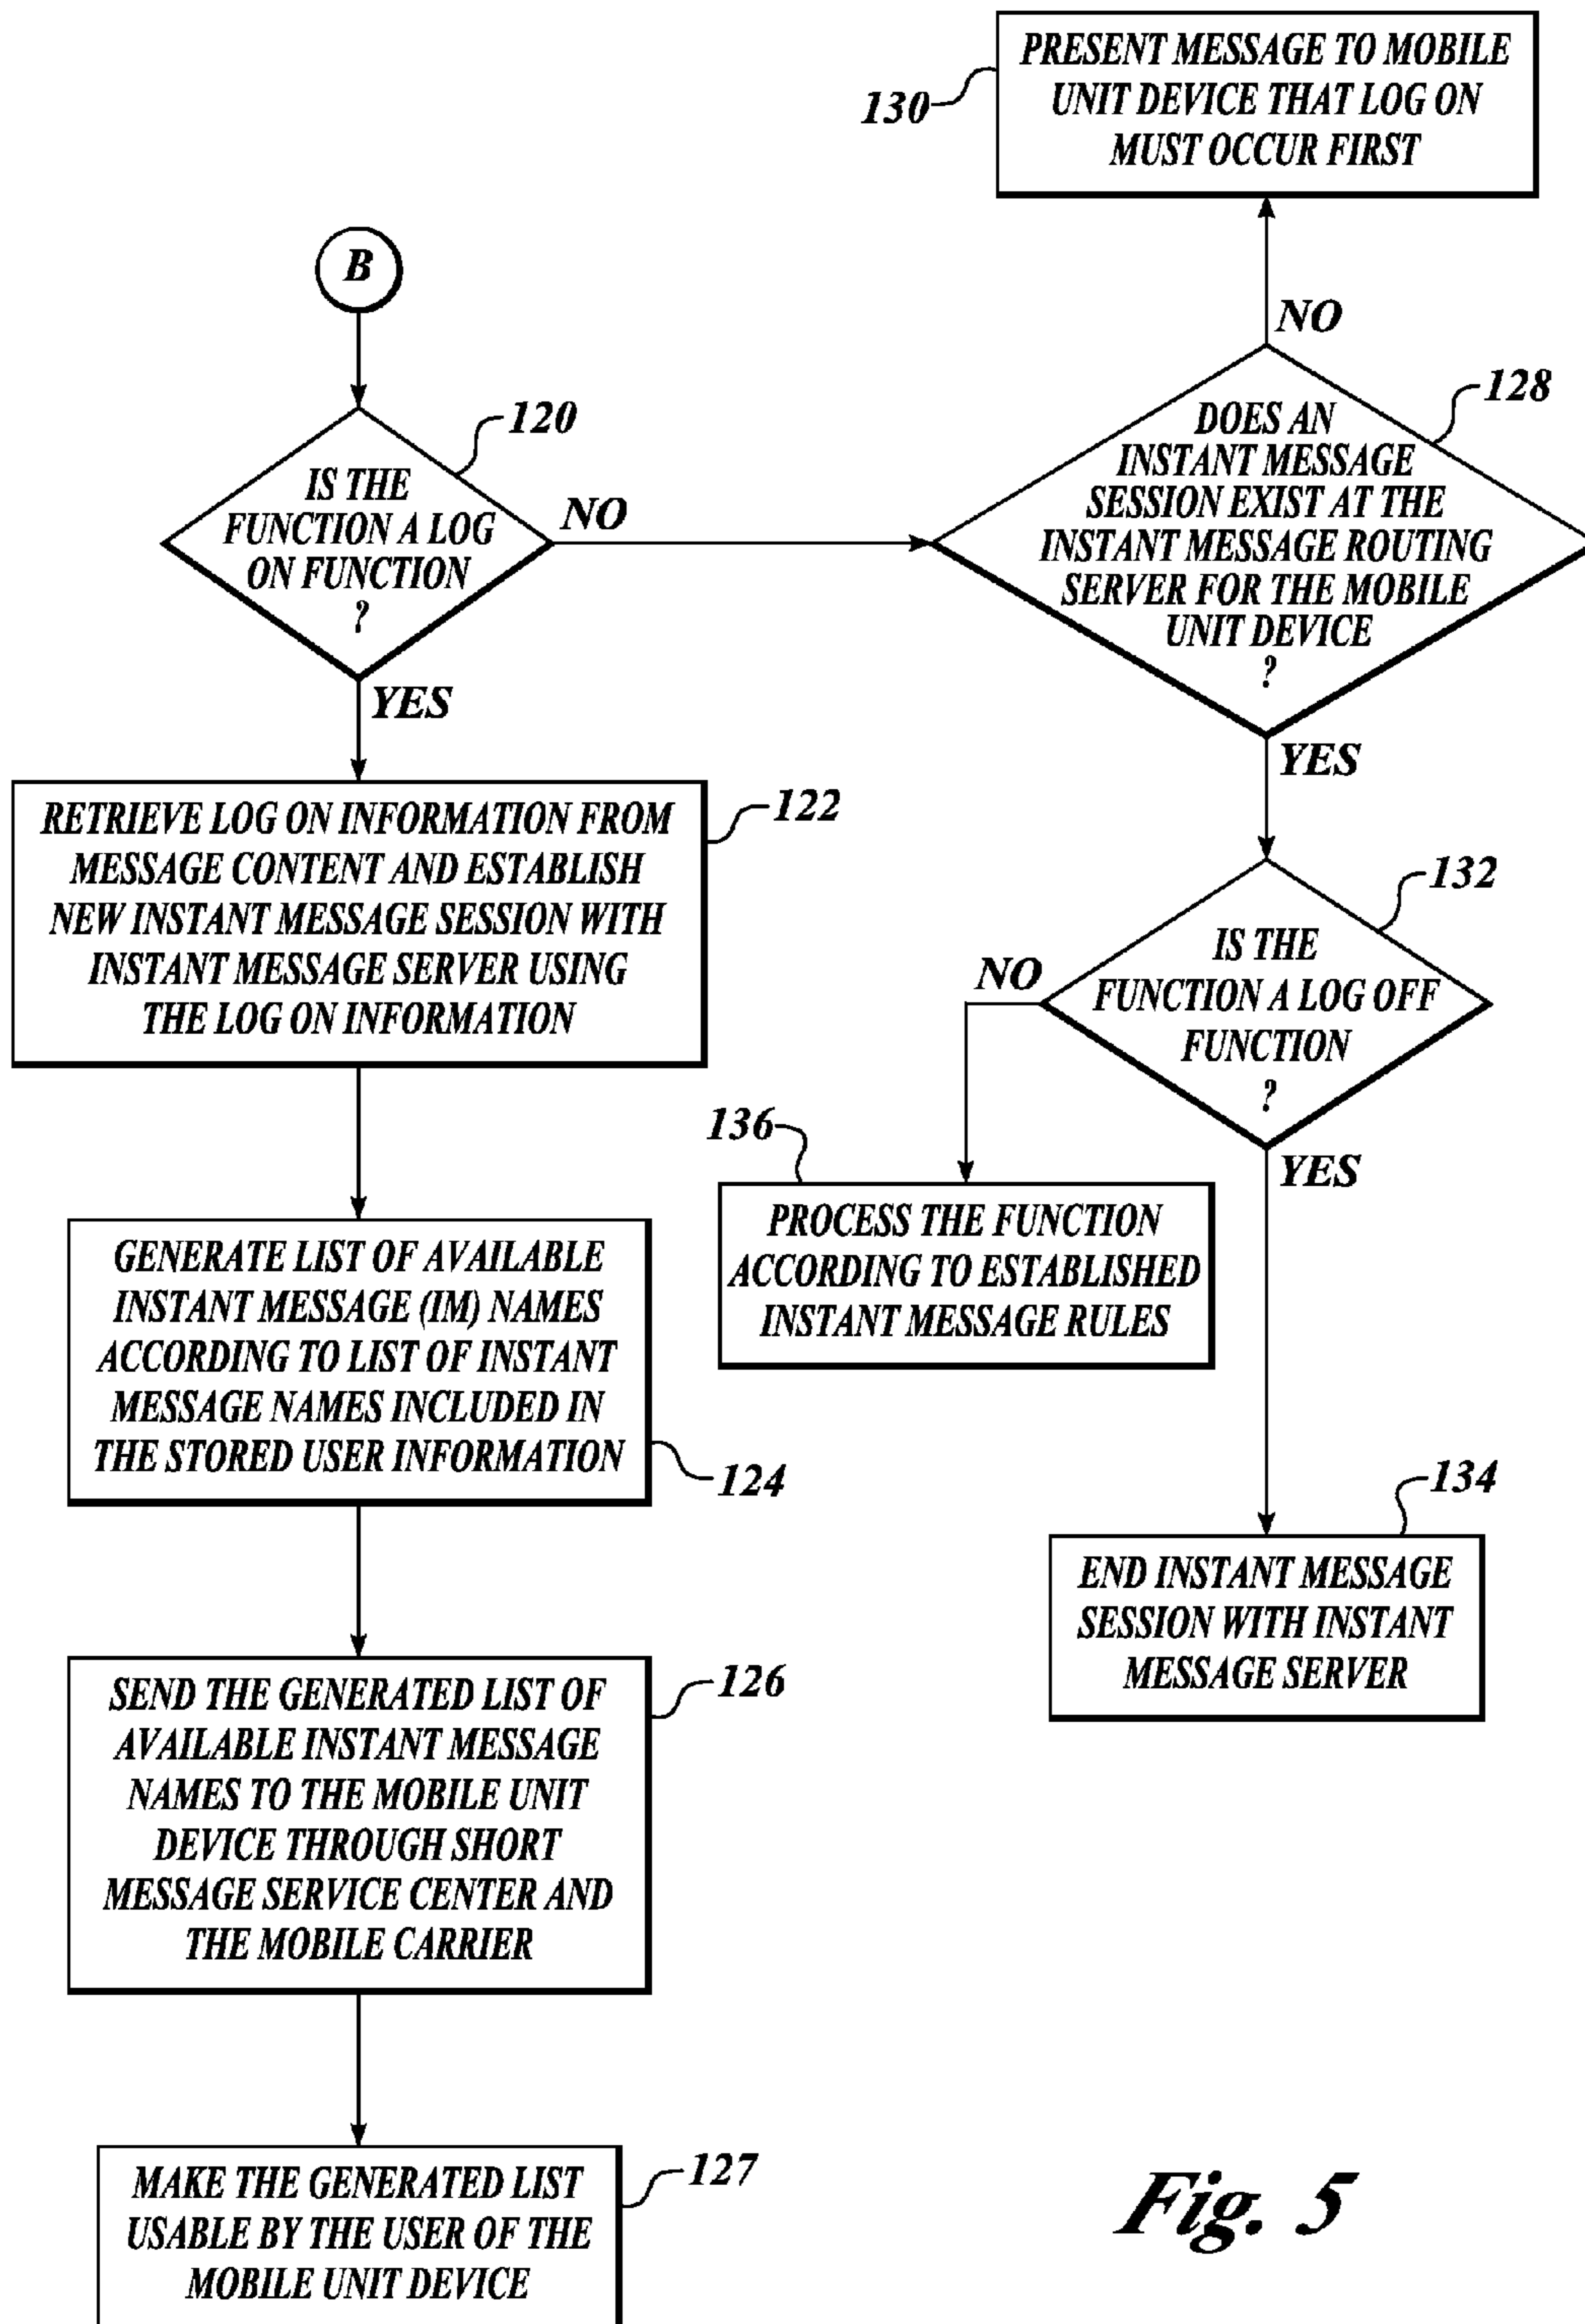 B
120
IS THE
FUNCTION A LOG
ON FUNCTION
?
NO
YES
122
RETRIEVE LOG ON INFORMATION FROM
MESSAGE CONTENT AND ESTABLISH
NEW INSTANT MESSAGE SESSION WITH
INSTANT MESSAGE SERVER USING
THE LOG ON INFORMATION
GENERATE LIST OF AVAILABLE
INSTANT MESSAGE (IM) NAMES
ACCORDING TO LIST OF INSTANT
MESSAGE NAMES INCLUDED IN
THE STORED USER INFORMATION
124
126
SEND THE GENERATED LIST OF
AVAILABLE INSTANT MESSAGE
NAMES TO THE MOBILE UNIT
DEVICE THROUGH SHORT
MESSAGE SERVICE CENTER AND
THE MOBILE CARRIER
127
MAKE THE GENERATED LIST
USABLE BY THE USER OF THE
MOBILE UNIT DEVICE
130
PRESENT MESSAGE TO MOBILE
UNIT DEVICE THAT LOG ON
MUST OCCUR FIRST
NO
128
DOES AN
INSTANT MESSAGE
SESSION EXIST AT THE
INSTANT MESSAGE ROUTING
SERVER FOR THE MOBILE
UNIT DEVICE
?
YES
132
IS THE
FUNCTION A LOG OFF
FUNCTION
?
NO
YES
136
PROCESS THE FUNCTION
ACCORDING TO ESTABLISHED
INSTANT MESSAGE RULES
134
END INSTANT MESSAGE
SESSION WITH INSTANT
MESSAGE SERVER
Fig. 5